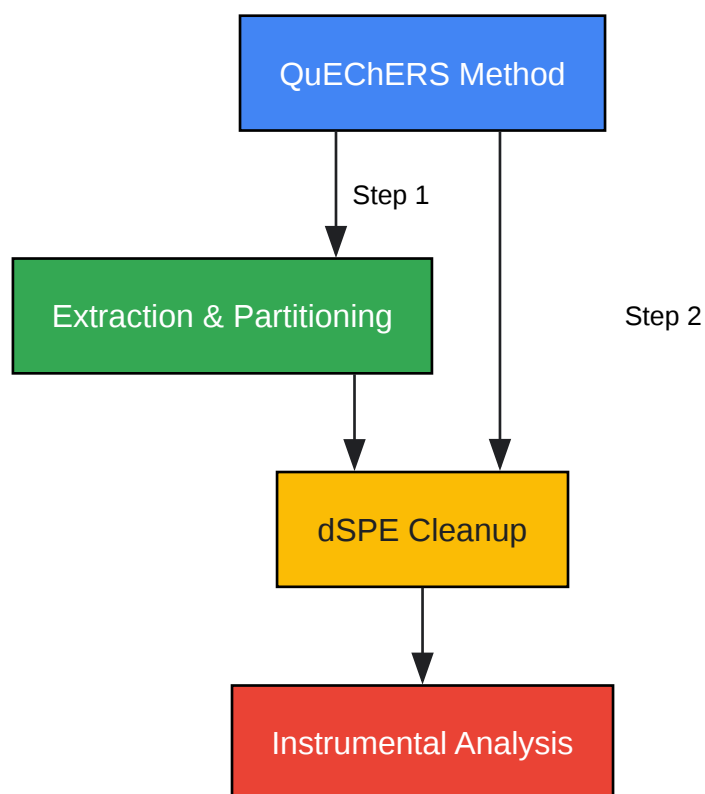 QuEChERS Method
Step 1
Extraction & Partitioning
Step 2
dSPE Cleanup
Instrumental Analysis